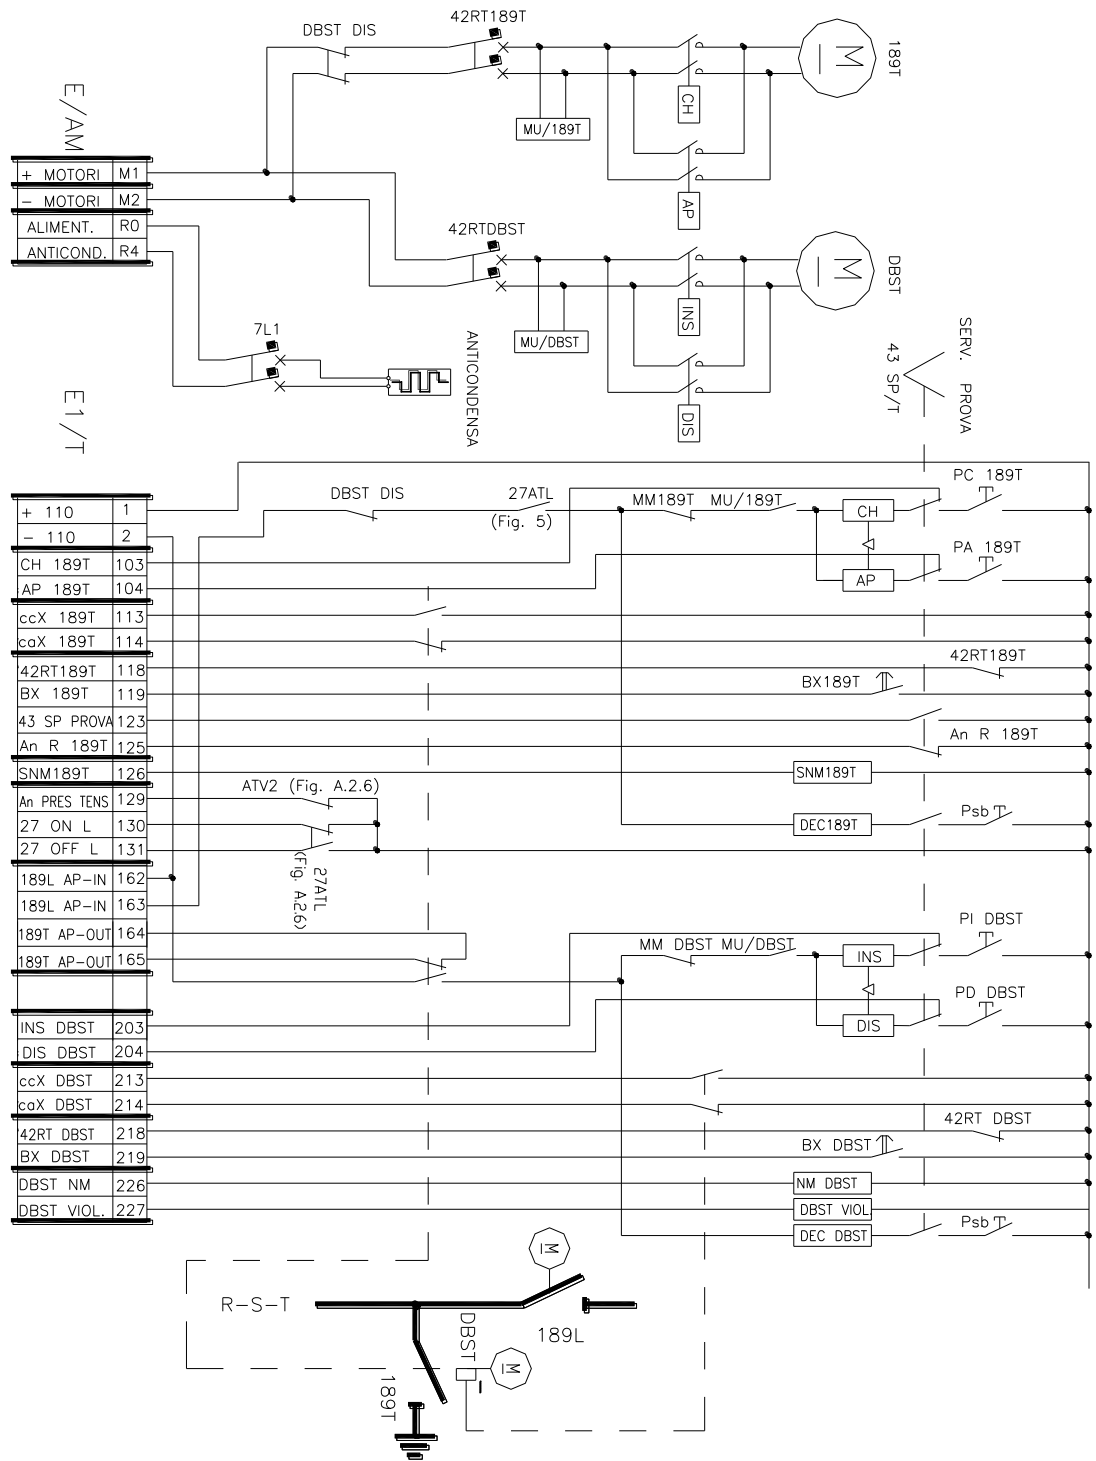 42RT189T
DBST DIS
189T
M
CH
MU/189T
E/AM
+ MOTORI M1
- MOTORI M2
ALIMENT. R0
ANTICOND. R4
AP
42RTDBST
DBST
M
INS
MU/DBST
7L1
ANTICONDENSA
DIS
SERV. PROVA
43 SP/T
E1/T
+ 110 1
- 110 2
CH 189T 103
AP 189T 104
ccX 189T 113
caX 189T 114
42RT189T 118
BX 189T 119
43 SP PROVA 123
An R 189T 125
SNM189T 126
An PRES TENS 129
27 ON L 130
27 OFF L 131
189L AP-IN 162
189L AP-IN 163
189T AP-OUT 164
189T AP-OUT 165
INS DBST 203
DIS DBST 204
ccX DBST 213
caX DBST 214
42RT DBST 218
BX DBST 219
DBST NM 226
DBST VIOL. 227
DBST DIS
27ATL
(Fig. 5)
MM189T
MU/189T
CH
PC 189T
AP
PA 189T
42RT189T
BX189T
An R 189T
SNM189T
ATV2 (Fig. A.2.6)
DEC189T
Psb
27ATL
(Fig. A.2.6)
MM DBST
MU/DBST
INS
PI DBST
DIS
PD DBST
42RT DBST
BX DBST
NM DBST
DBST VIOL.
DEC DBST
Psb
M
R-S-T
189L
DBST
M
189T